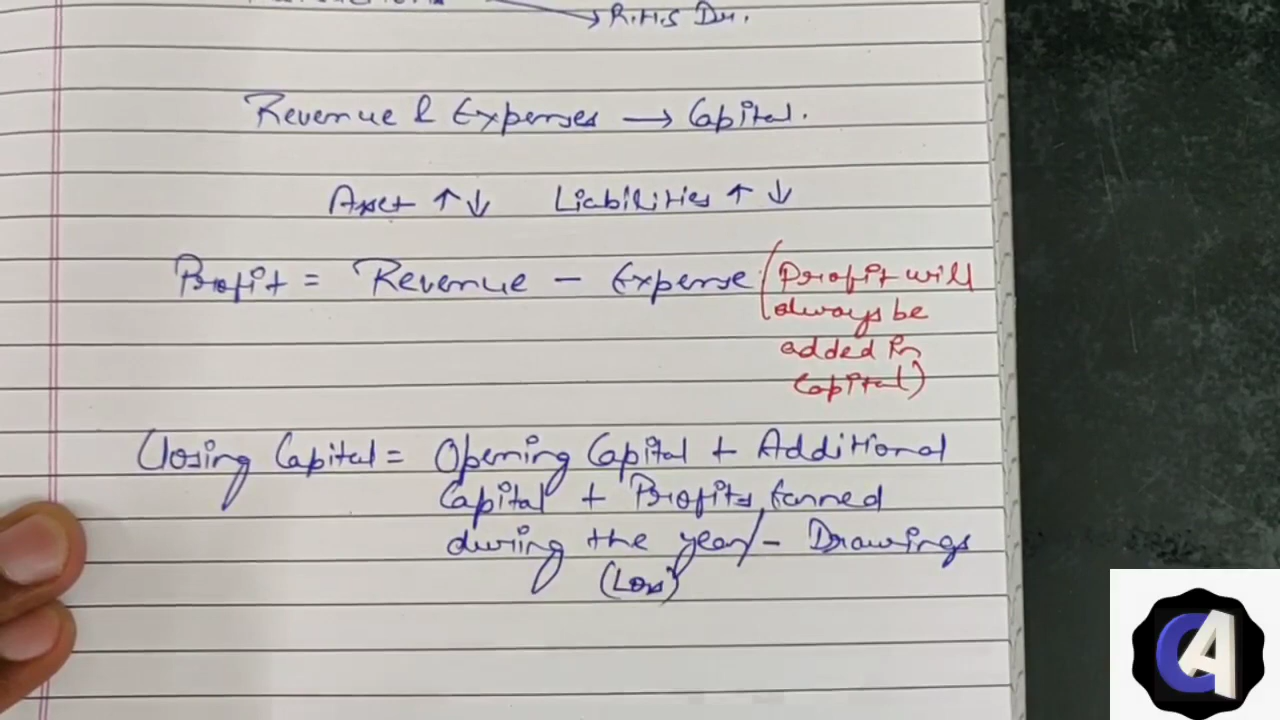 R.H.S Dr.
Revenue & Expenses → Capital.
Asset ↑ ↓ Liabilities ↑ ↓
Profit = Revenue - Expense (Profit will
always be
added in
Capital)
Closing Capital = Opening Capital + Additional
Capital + Profits earned
during the year/ - Drawings
(Loss)
CA